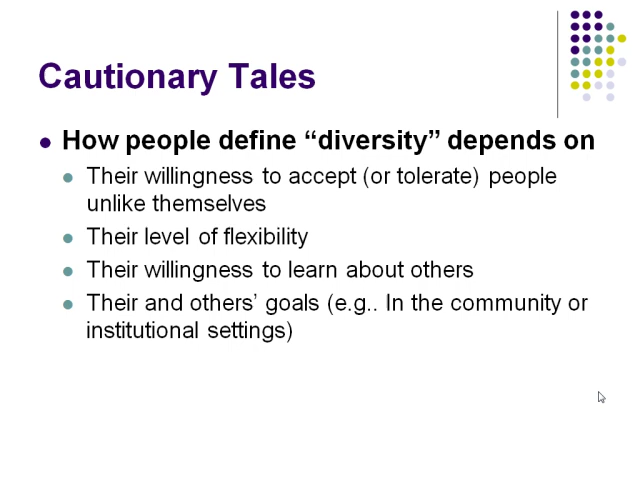 Cautionary Tales
How people define “diversity” depends on
Their willingness to accept (or tolerate) people
unlike themselves
Their level of flexibility
Their willingness to learn about others
Their and others’ goals (e.g.. In the community or
institutional settings)